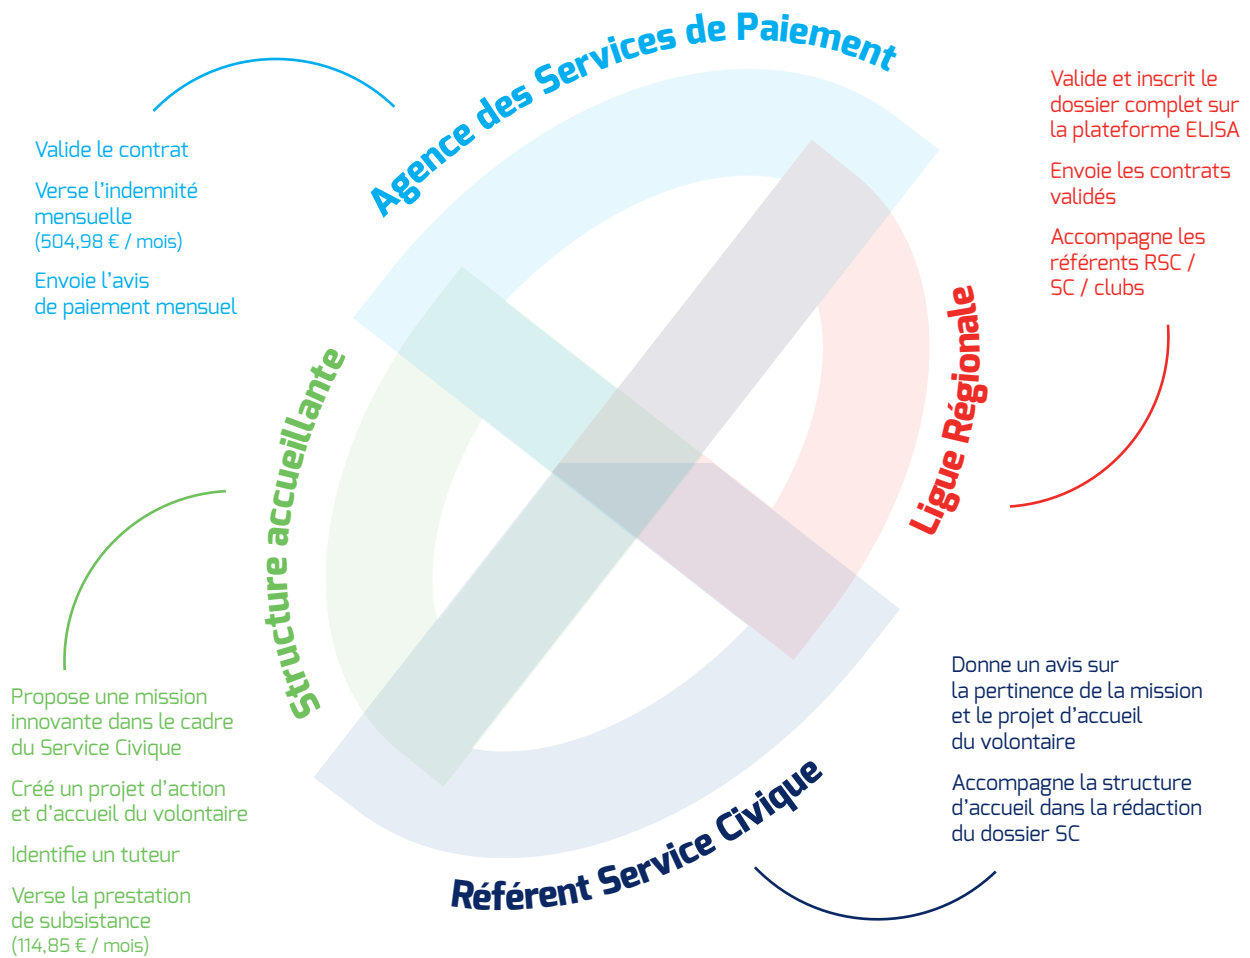 Agence des Services de Paiement
Valide le contrat
Verse l'indemnité
mensuelle
(504,98 € / mois)
Envoie l'avis
de paiement mensuel
Valide et inscrit le
dossier complet sur
la plateforme ELISA
Envoie les contrats
validés
Accompagne les
référents RSC /
SC / clubs
Ligue Régionale
Structure accueillante
Propose une mission
innovante dans le cadre
du Service Civique
Créé un projet d'action
et d'accueil du volontaire
Identifie un tuteur
Verse la prestation
de subsistance
(114,85 € / mois)
Référent Service Civique
Donne un avis sur
la pertinence de la mission
et le projet d'accueil
du volontaire
Accompagne la structure
d'accueil dans la rédaction
du dossier SC